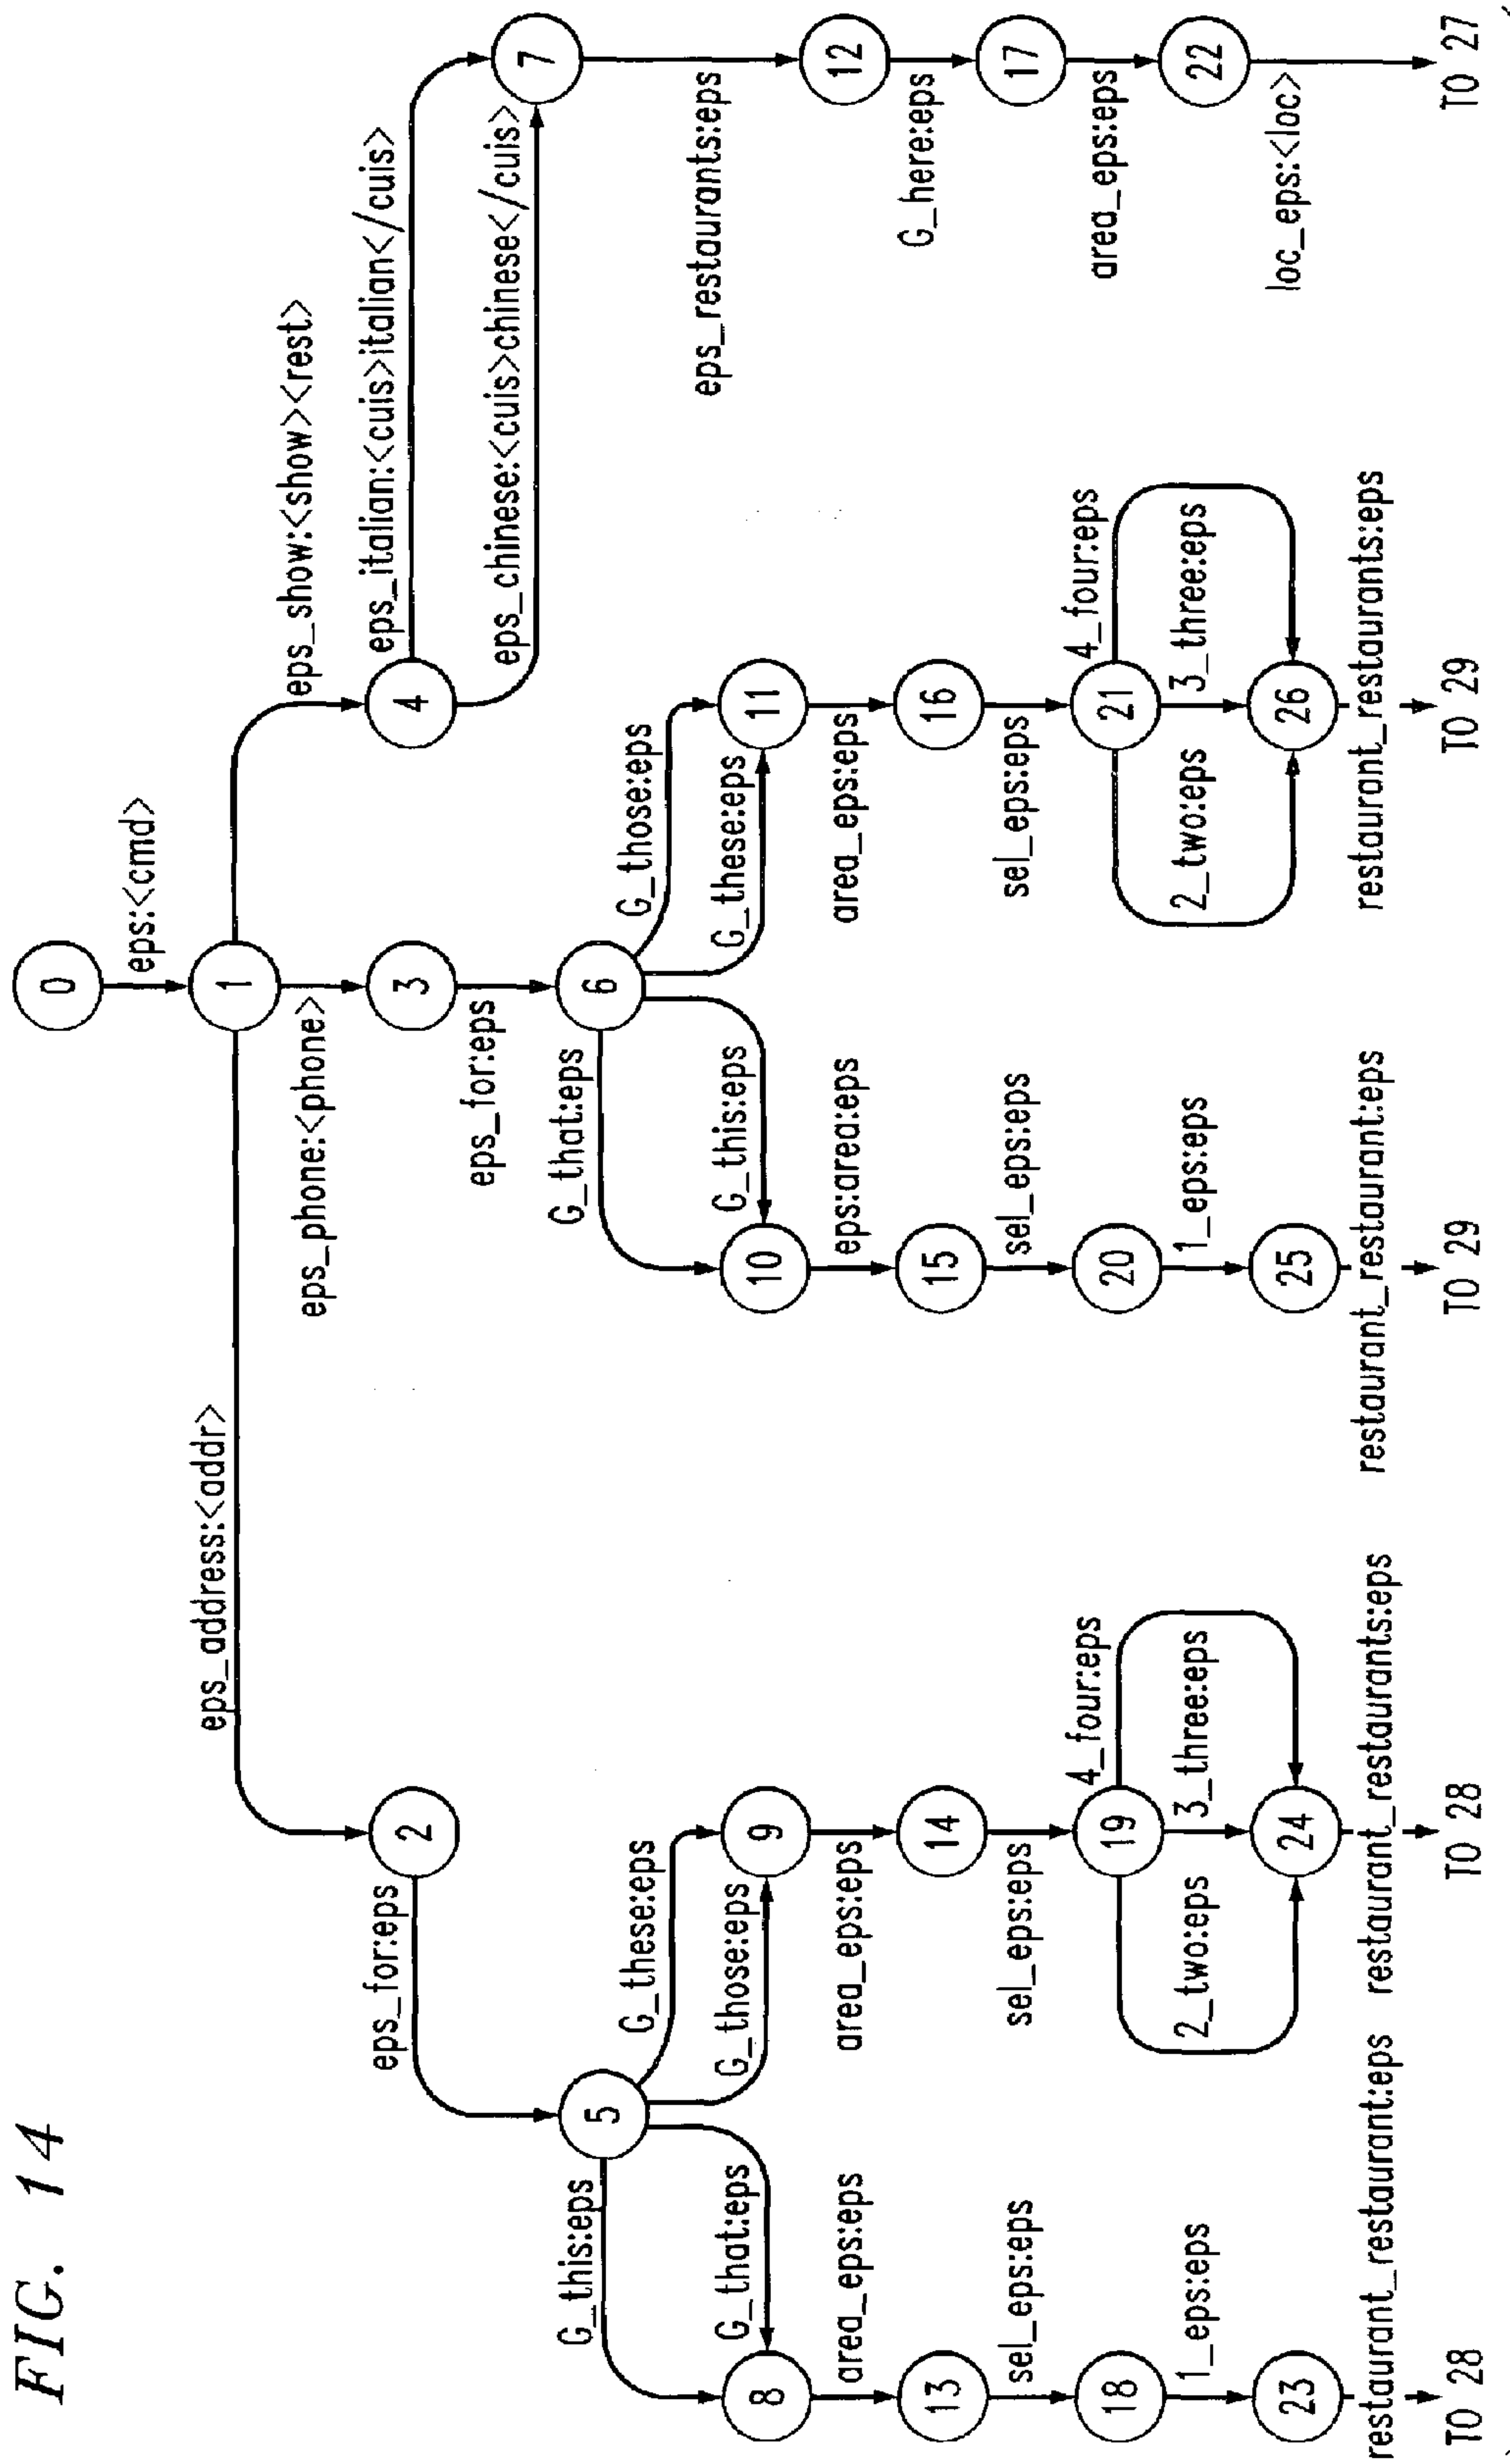 FIG. 14
0
eps:<cmd>
1
eps_address:<addr>
eps_phone:<phone>
eps_show:<show><rest>
2
3
4
eps_for:eps
eps_for:eps
eps_italian:<cuis>italian</cuis>
eps_chinese:<cuis>chinese</cuis>
5
6
7
G_this:eps
G_that:eps
G_these:eps
G_those:eps
G_that:eps
G_this:eps
G_those:eps
G_these:eps
eps_restaurants:eps
8
9
10
11
12
area_eps:eps
area_eps:eps
eps:area:eps
area_eps:eps
G_here:eps
13
14
15
16
17
sel_eps:eps
sel_eps:eps
sel_eps:eps
sel_eps:eps
area_eps:eps
18
19
20
21
22
1_eps:eps
2_two:eps
3_three:eps
4_four:eps
1_eps:eps
2_two:eps
3_three:eps
4_four:eps
loc_eps:<loc>
23
24
25
26
restaurant_restaurant:eps
restaurant_restaurants:eps
restaurant_restaurant:eps
restaurant_restaurants:eps
TO 28
TO 28
TO 29
TO 29
TO 27